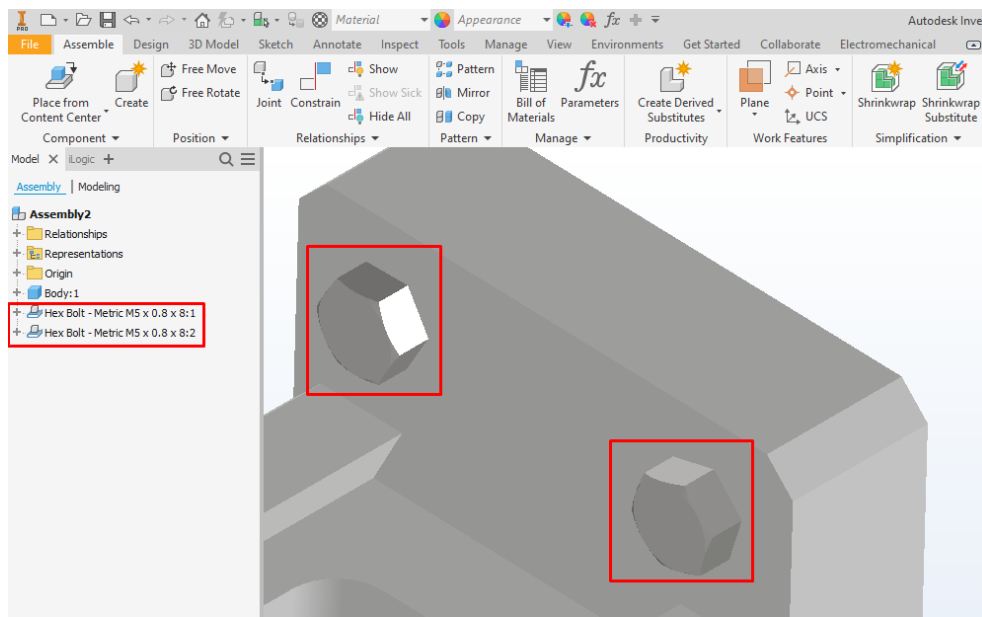 PRO Material Appearance fx Autodesk Inve
File Assemble Design 3D Model Sketch Annotate Inspect Tools Manage View Environments Get Started Collaborate Electromechanical
Free Move Show Pattern Axis
Free Rotate Show Sick Mirror fx Point
Place from Content Center Create Joint Constrain Hide All Copy Bill of Materials Parameters Create Derived Substitutes Plane UCS Shrinkwrap Shrinkwrap Substitute
Component Position Relationships Pattern Manage Productivity Work Features Simplification
Model iLogic
Assembly Modeling
Assembly2
Relationships
Representations
Origin
Body:1
Hex Bolt - Metric M5 x 0.8 x 8:1
Hex Bolt - Metric M5 x 0.8 x 8:2